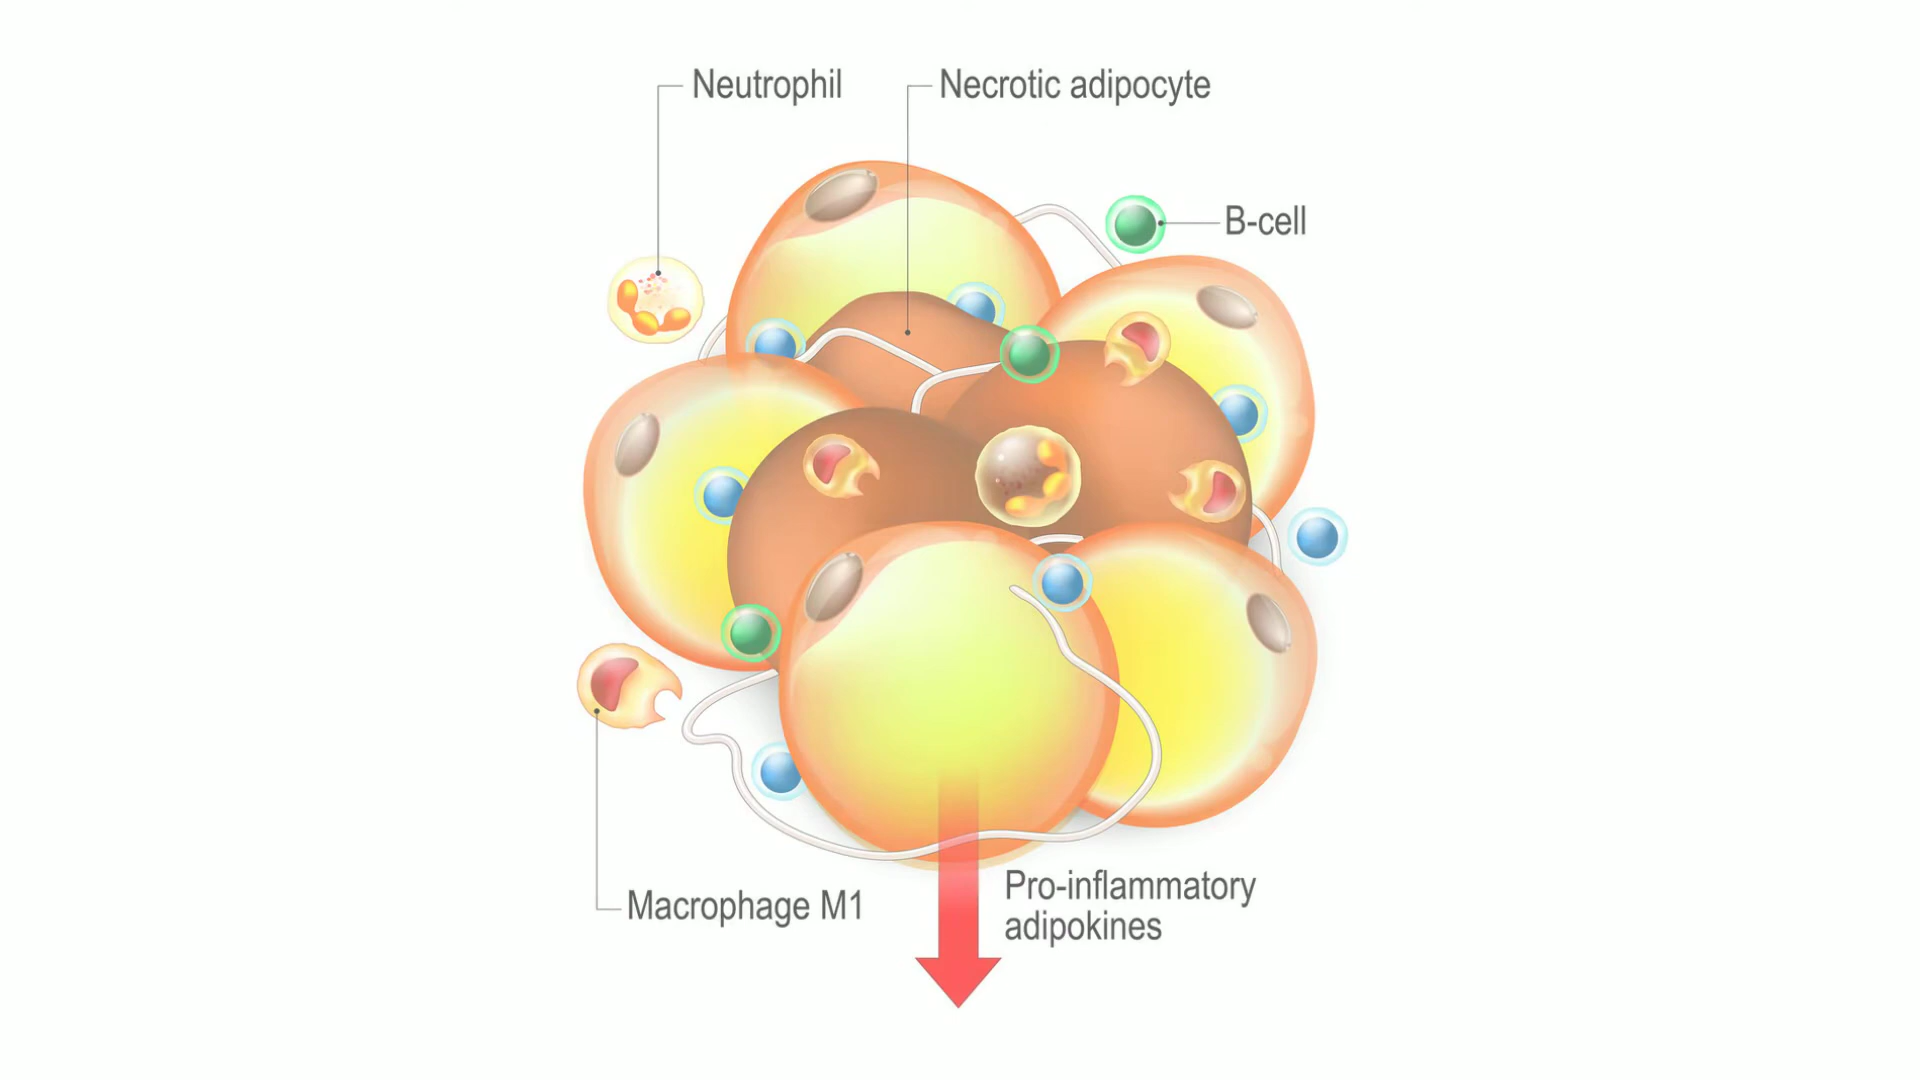 Neutrophil
Necrotic adipocyte
B-cell
Macrophage M1
Pro-inflammatory
adipokines